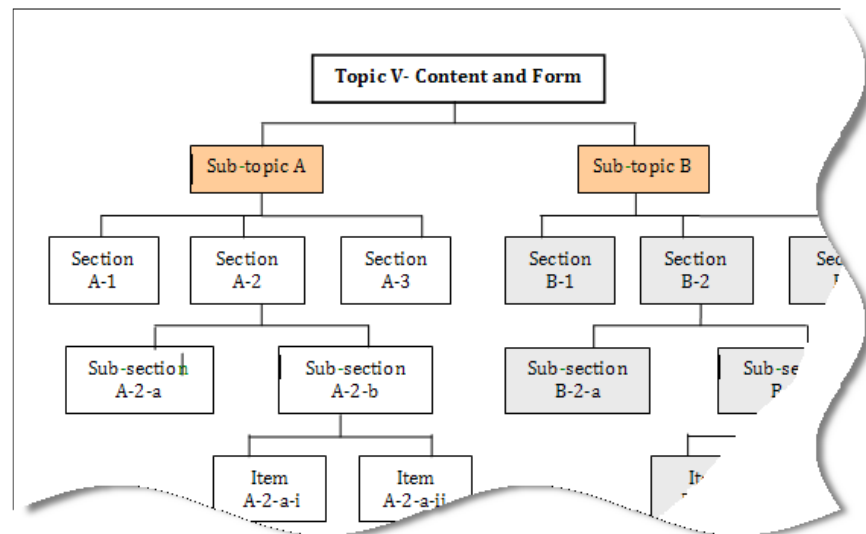 Topic V- Content and Form
Sub-topic A
Sub-topic B
Section
A-1
Section
A-2
Section
A-3
Section
B-1
Section
B-2
Sub-section
A-2-a
Sub-section
A-2-b
Sub-section
B-2-a
Item
A-2-a-i
Item
A-2-a-ii